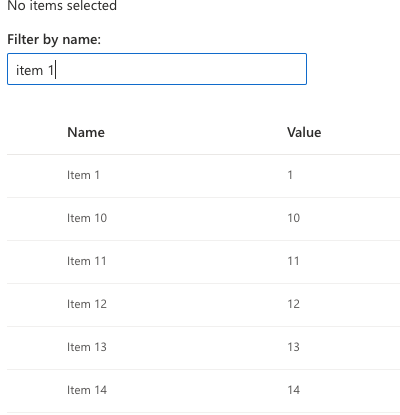 No items selected
Filter by name:
item 1
Name Value
Item 1 1
Item 10 10
Item 11 11
Item 12 12
Item 13 13
Item 14 14